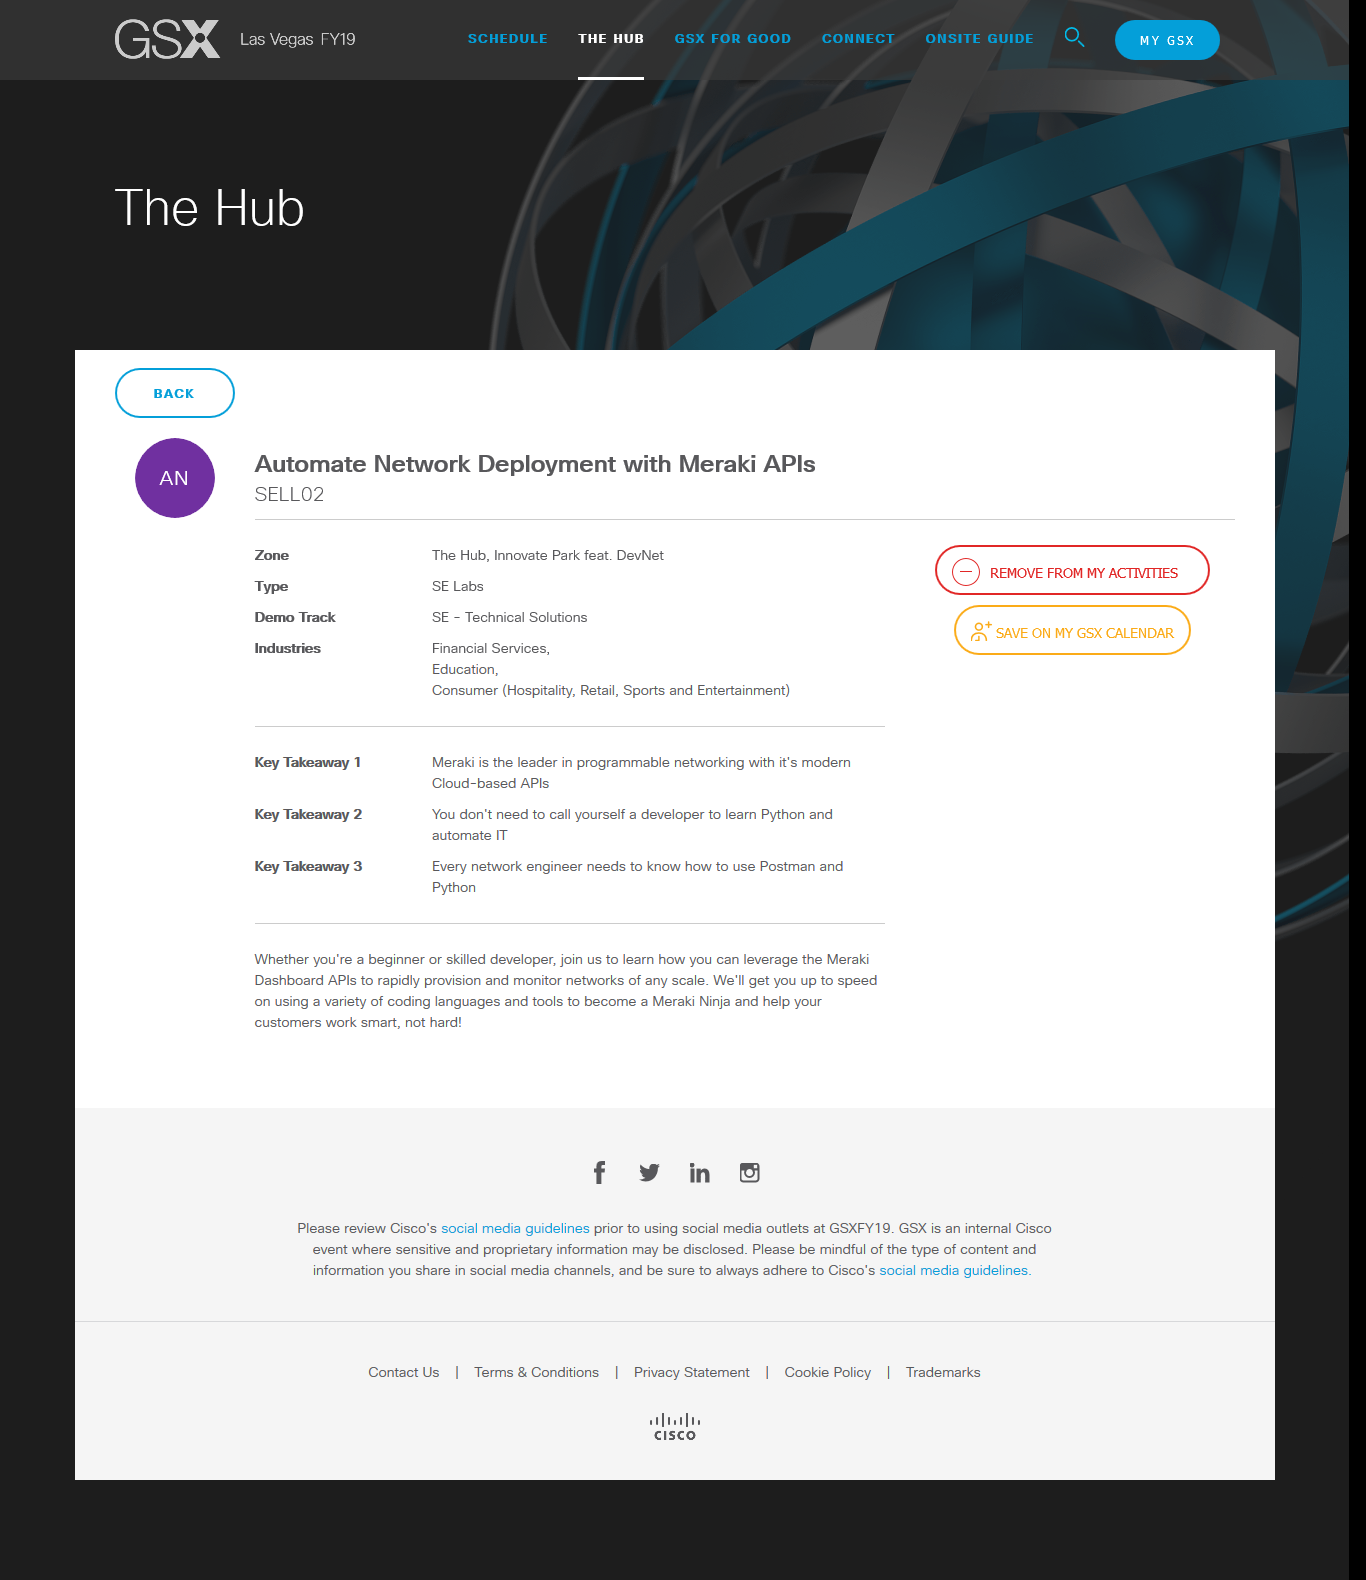 GSX Las Vegas FY19 SCHEDULE THE HUB GSX FOR GOOD CONNECT ONSITE GUIDE MY GSX
The Hub
BACK
AN
Automate Network Deployment with Meraki APIs
SELL02
Zone The Hub, Innovate Park feat. DevNet
REMOVE FROM MY ACTIVITIES
Type SE Labs
Demo Track SE - Technical Solutions
SAVE ON MY GSX CALENDAR
Industries Financial Services,
Education,
Consumer (Hospitality, Retail, Sports and Entertainment)
Key Takeaway 1 Meraki is the leader in programmable networking with it's modern
Cloud-based APIs
Key Takeaway 2 You don't need to call yourself a developer to learn Python and
automate IT
Key Takeaway 3 Every network engineer needs to know how to use Postman and
Python
Whether you're a beginner or skilled developer, join us to learn how you can leverage the Meraki
Dashboard APIs to rapidly provision and monitor networks of any scale. We'll get you up to speed
on using a variety of coding languages and tools to become a Meraki Ninja and help your
customers work smart, not hard!
Please review Cisco's social media guidelines prior to using social media outlets at GSXFY19. GSX is an internal Cisco
event where sensitive and proprietary information may be disclosed. Please be mindful of the type of content and
information you share in social media channels, and be sure to always adhere to Cisco's social media guidelines.
Contact Us | Terms & Conditions | Privacy Statement | Cookie Policy | Trademarks
CISCO